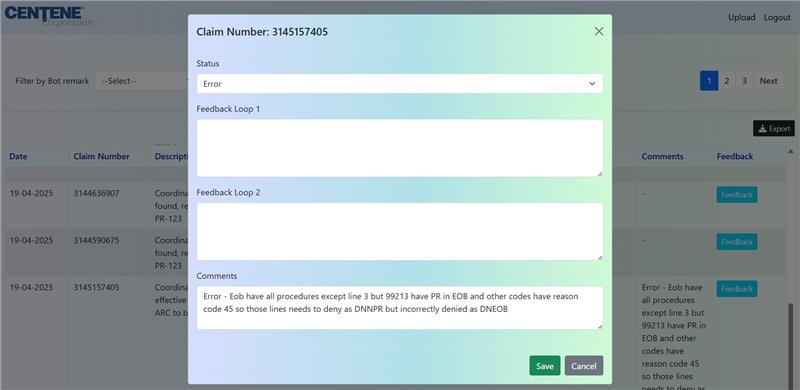 CENTENE
Corporation
Upload
Logout
Claim Number: 3145157405
Status
Error
Filter by Bot remark
--Select--
1
2
3
Next
Feedback Loop 1
Export
Date
Claim Number
Comments
Feedback
19-04-2025
3144636907
Coordina
found, re
PR-123
-
Feedback
Feedback Loop 2
19-04-2025
3144590675
Coordina
found, re
PR-123
-
Feedback
19-04-2025
3145157405
Coordina
effective
ARC to b
Comments
Error - Eob have all procedures except line 3 but 99213 have PR in EOB and other codes have reason
code 45 so those lines needs to deny as DNNPR but incorrectly denied as DNEOB
Error - Eob have
all procedures
except line 3 but
99213 have PR in
EOB and other
codes have
reason code 45
so those lines
needs to deny as
Feedback
Save
Cancel